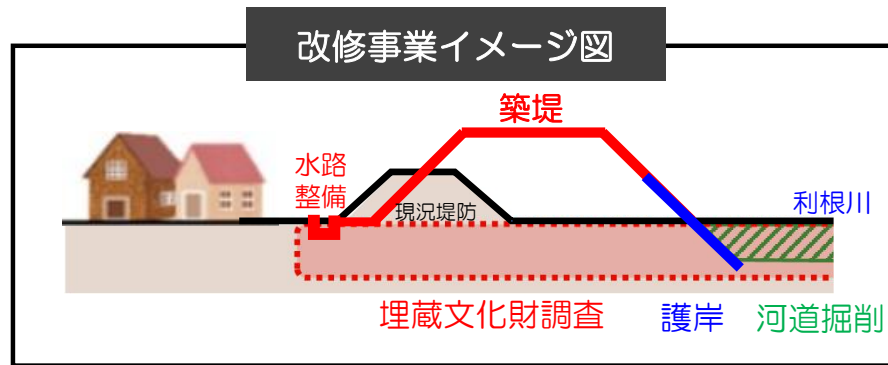 改修事業イメージ図
築堤
水路
整備
現況堤防
利根川
埋蔵文化財調査
護岸
河道掘削